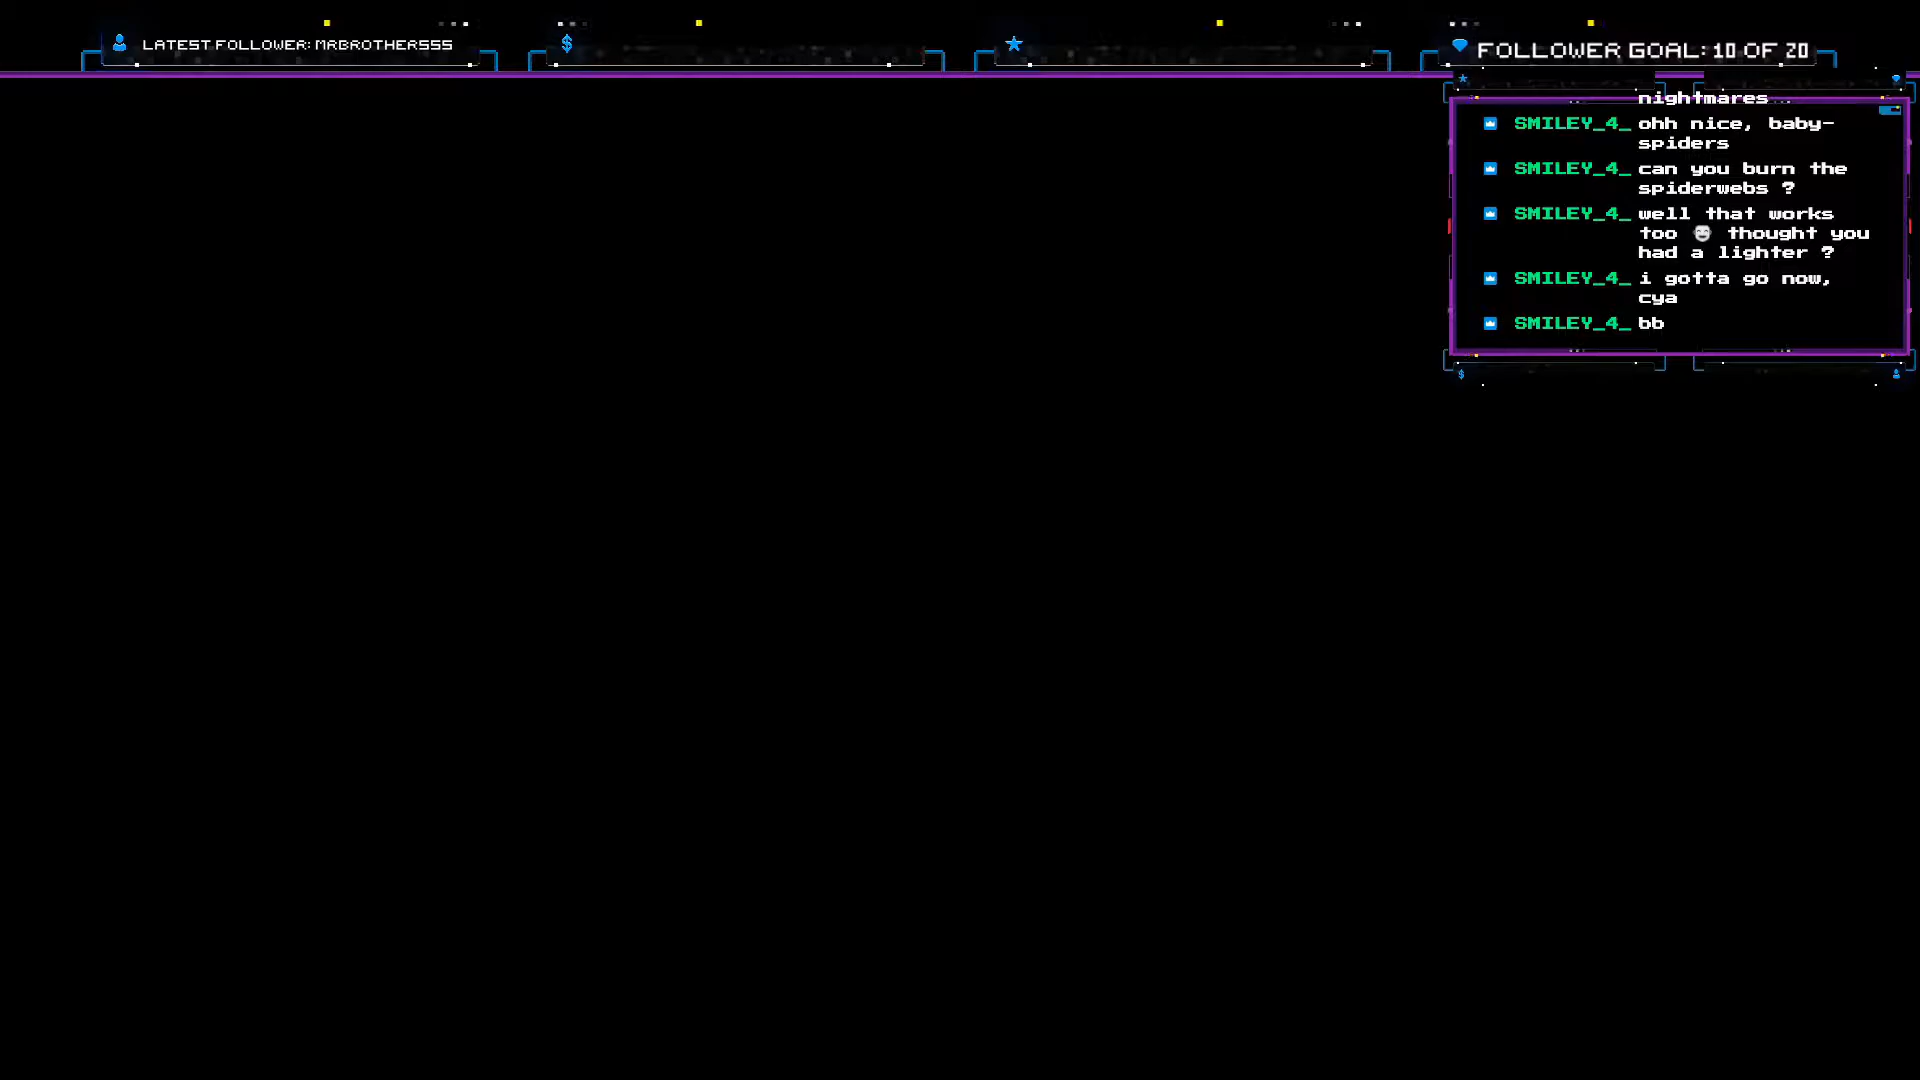 LATEST FOLLOWER: MRBROTHER555
FOLLOWER GOAL: 10 OF 20
nightmares
SMILEY_4_ ohh nice, baby-
spiders
SMILEY_4_ can you burn the
spiderwebs ?
SMILEY_4_ well that works
too 😄 thought you
had a lighter ?
SMILEY_4_ i gotta go now,
cya
SMILEY_4_ bb